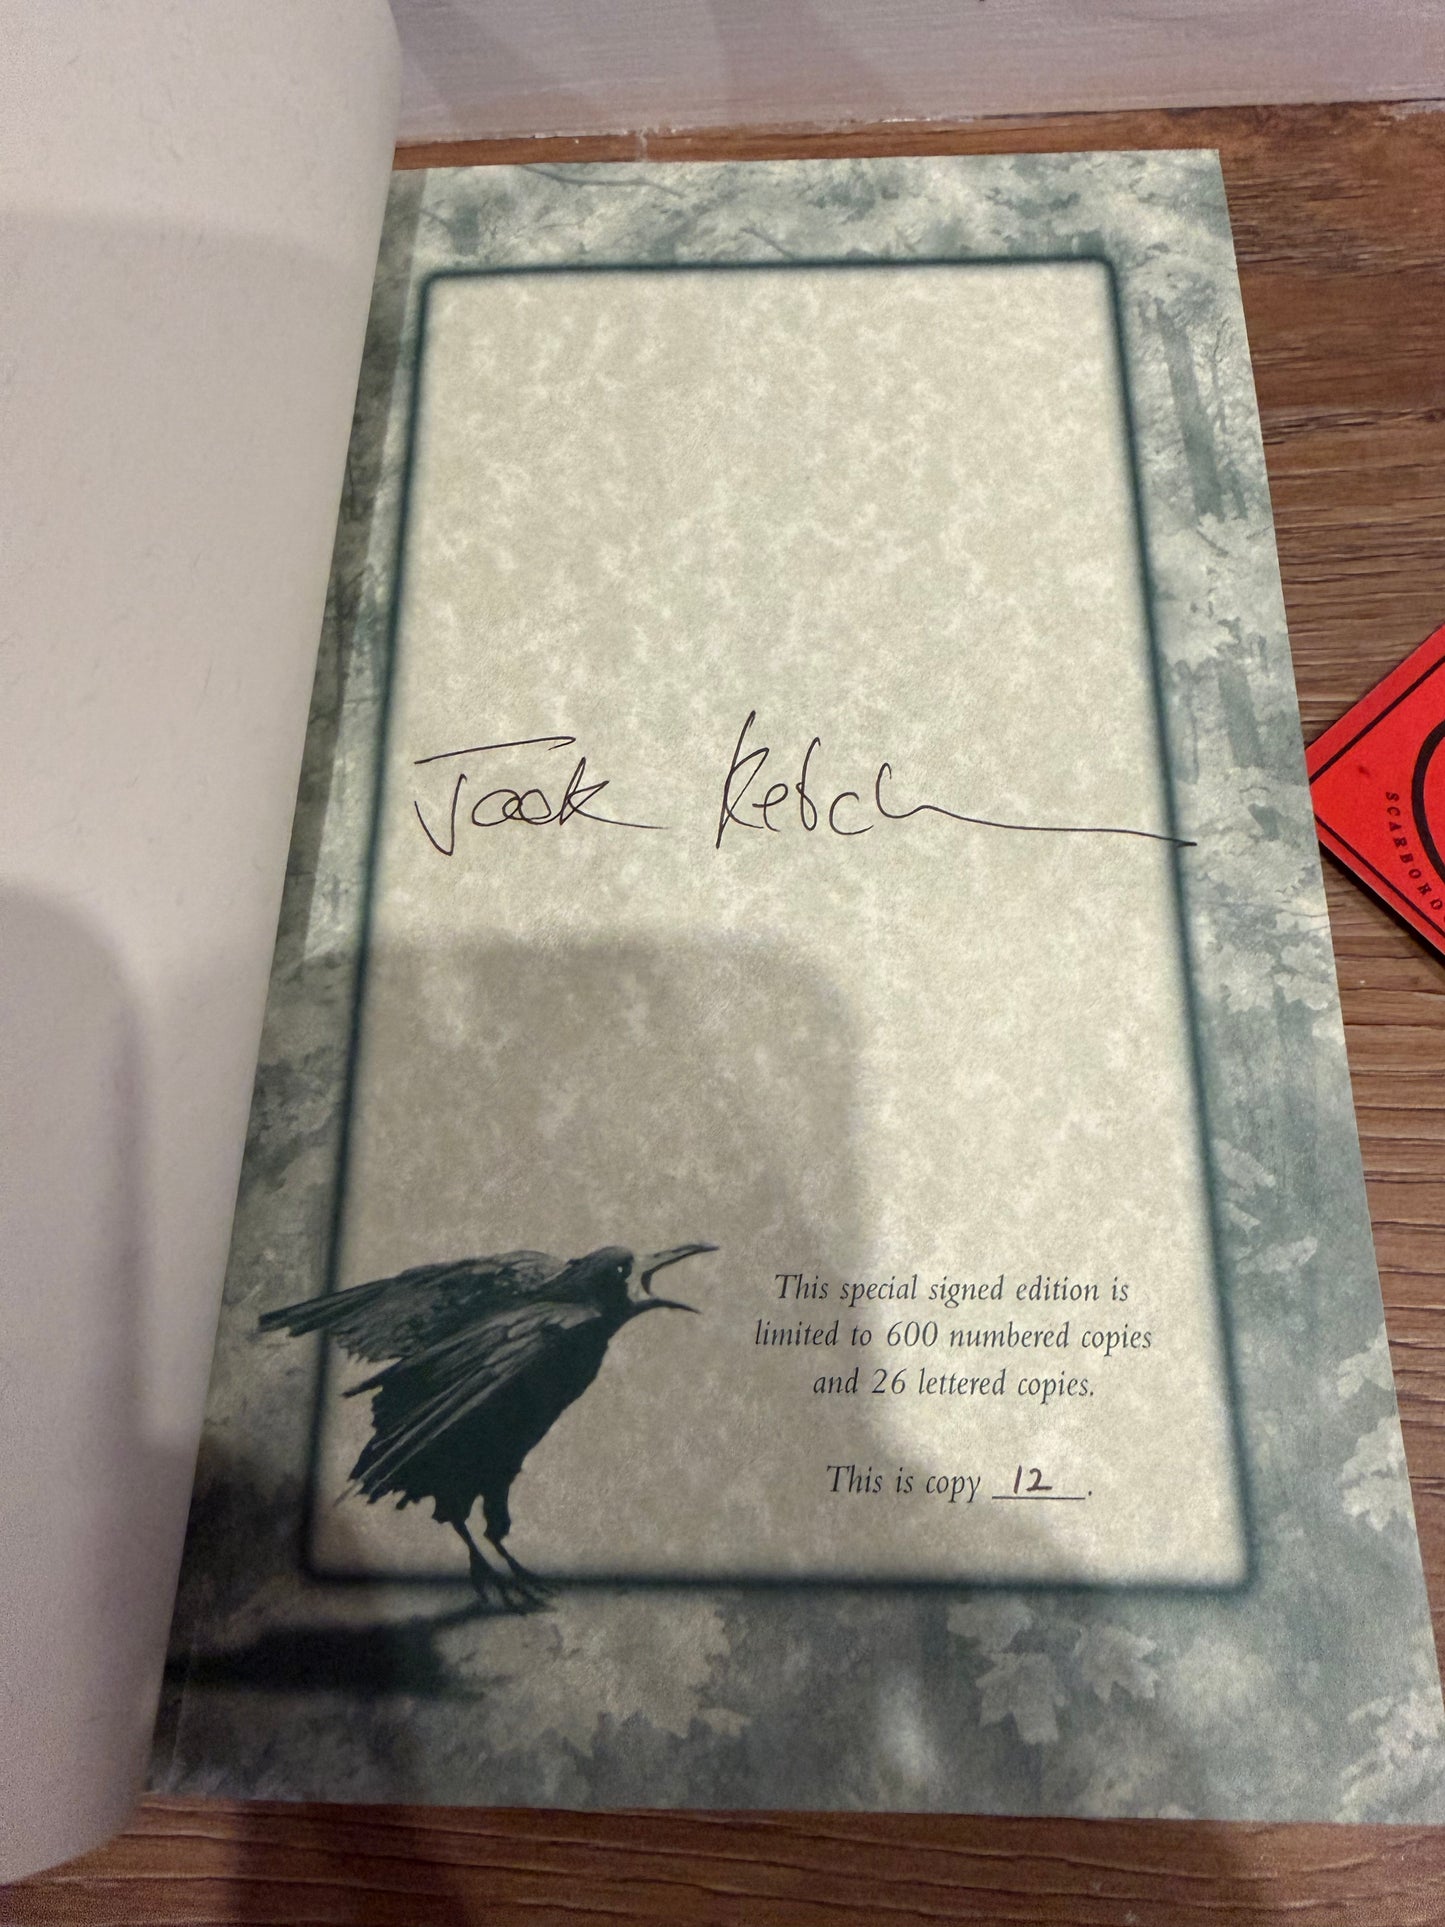 Jack Ketch
This special signed edition is
limited to 600 numbered copies
and 26 lettered copies.
This is copy 12.